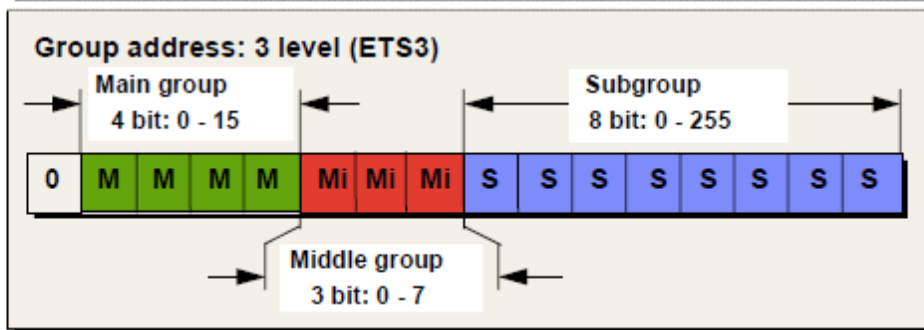 Group address: 3 level (ETS3)
Main group
4 bit: 0 - 15
Subgroup
8 bit: 0 - 255
0 M M M M Mi Mi Mi S S S S S S S S
Middle group
3 bit: 0 - 7